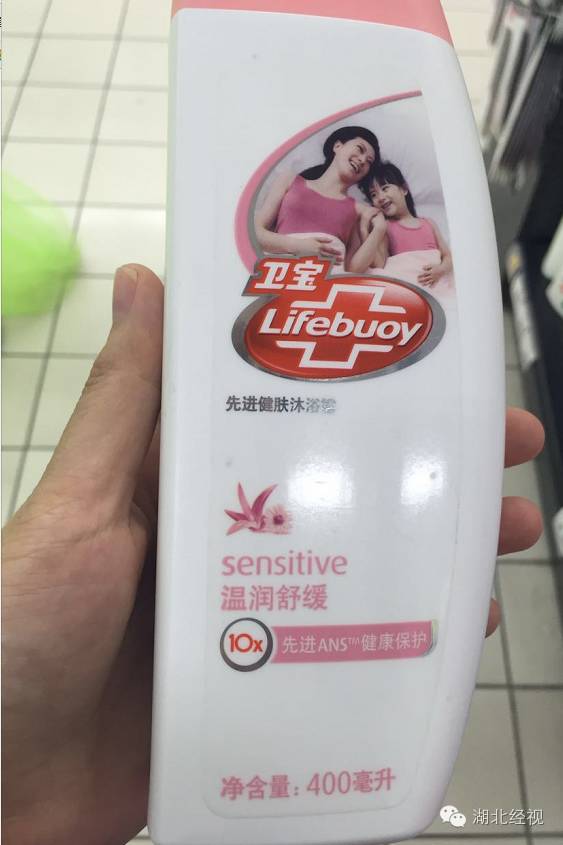 卫宝
Lifebuoy
先进健肤沐浴露
sensitive
温润舒缓
10x 先进ANS™健康保护
净含量：400毫升
湖北经视